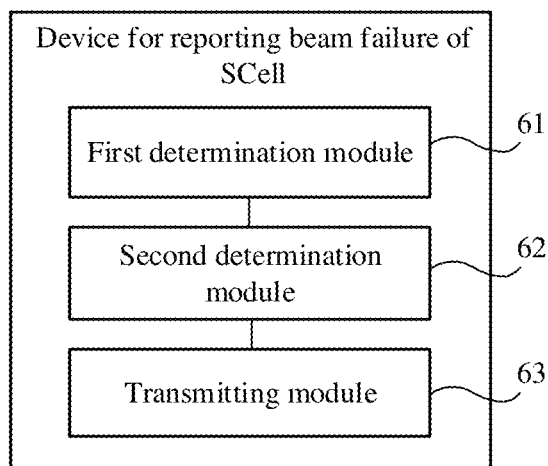 Device for reporting beam failure of
SCell
First determination module
61
Second determination
module
62
Transmitting module
63